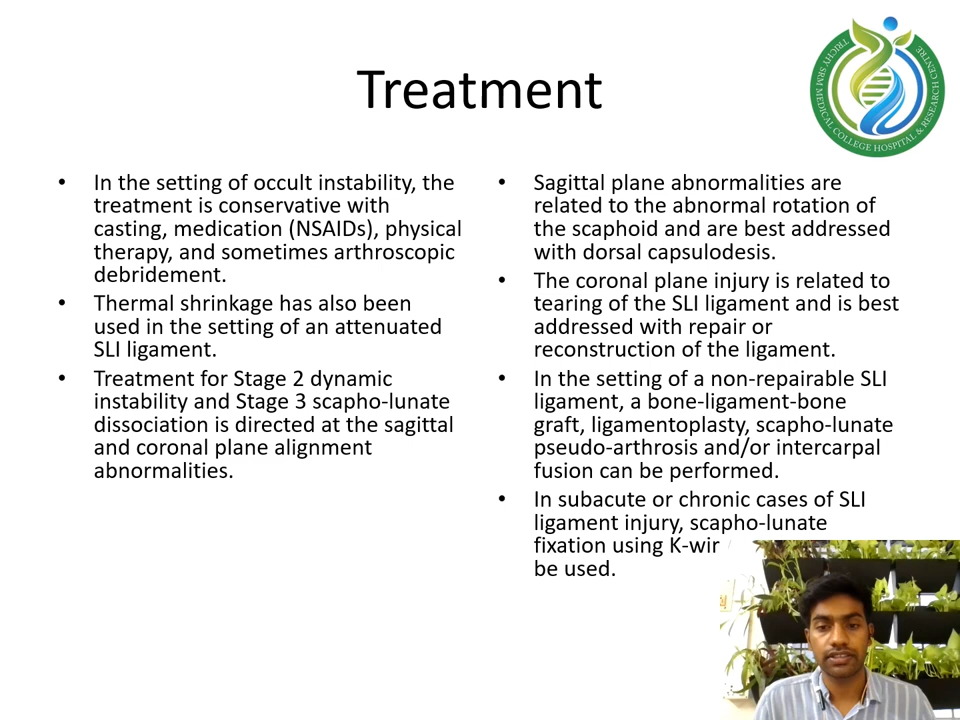 Treatment
TRICHY SRM MEDICAL COLLEGE HOSPITAL & RESEARCH CENTRE
• In the setting of occult instability, the
treatment is conservative with
casting, medication (NSAIDs), physical
therapy, and sometimes arthroscopic
debridement.
• Thermal shrinkage has also been
used in the setting of an attenuated
SLI ligament.
• Treatment for Stage 2 dynamic
instability and Stage 3 scapho-lunate
dissociation is directed at the sagittal
and coronal plane alignment
abnormalities.
• Sagittal plane abnormalities are
related to the abnormal rotation of
the scaphoid and are best addressed
with dorsal capsulodesis.
• The coronal plane injury is related to
tearing of the SLI ligament and is best
addressed with repair or
reconstruction of the ligament.
• In the setting of a non-repairable SLI
ligament, a bone-ligament-bone
graft, ligamentoplasty, scapho-lunate
pseudo-arthrosis and/or intercarpal
fusion can be performed.
• In subacute or chronic cases of SLI
ligament injury, scapho-lunate
fixation using
be used.